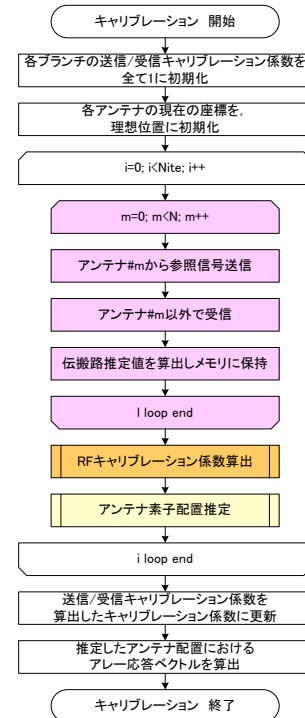 キャリブレーション 開始
各ブランチの送信/受信キャリブレーション係数を
全て1に初期化
各アンテナの現在の座標を,
理想位置に初期化
i=0; i<Nite; i++
m=0; m<N; m++
アンテナ#mから参照信号送信
アンテナ#m以外で受信
伝搬路推定値を算出しメモリに保持
l loop end
RFキャリブレーション係数算出
アンテナ素子配置推定
i loop end
送信/受信キャリブレーション係数を
算出したキャリブレーション係数に更新
推定したアンテナ配置における
アレー応答ベクトルを算出
キャリブレーション 終了